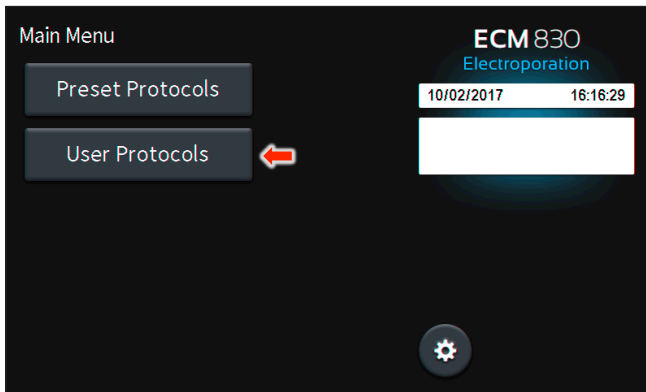 Main Menu
Preset Protocols
User Protocols
ECM 830
Electroporation
10/02/2017 16:16:29